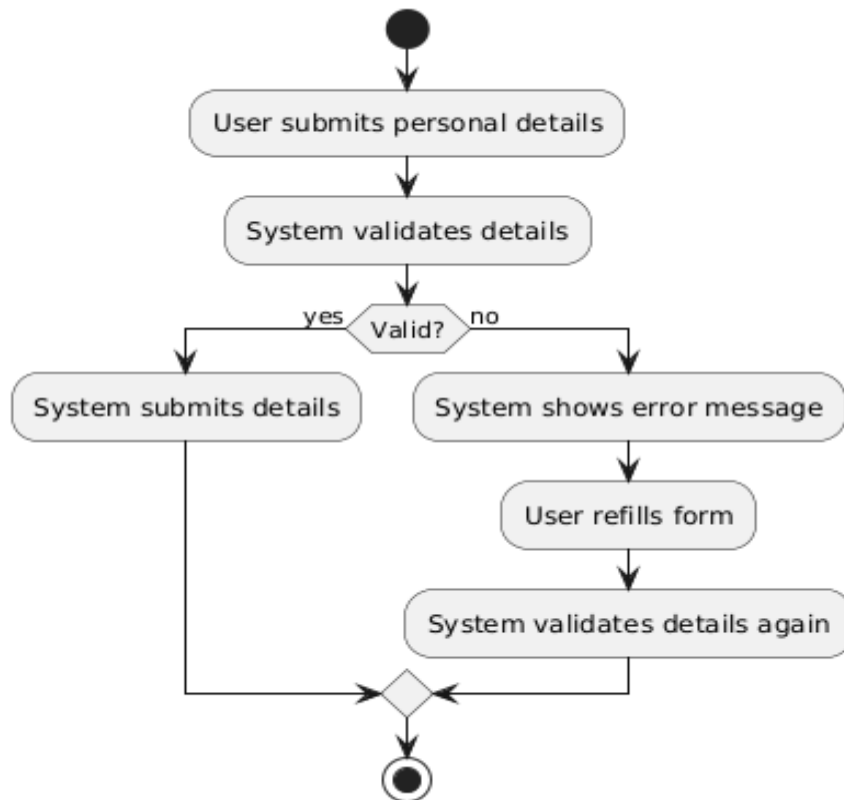 User submits personal details
System validates details
yes
Valid?
no
System submits details
System shows error message
User refills form
System validates details again